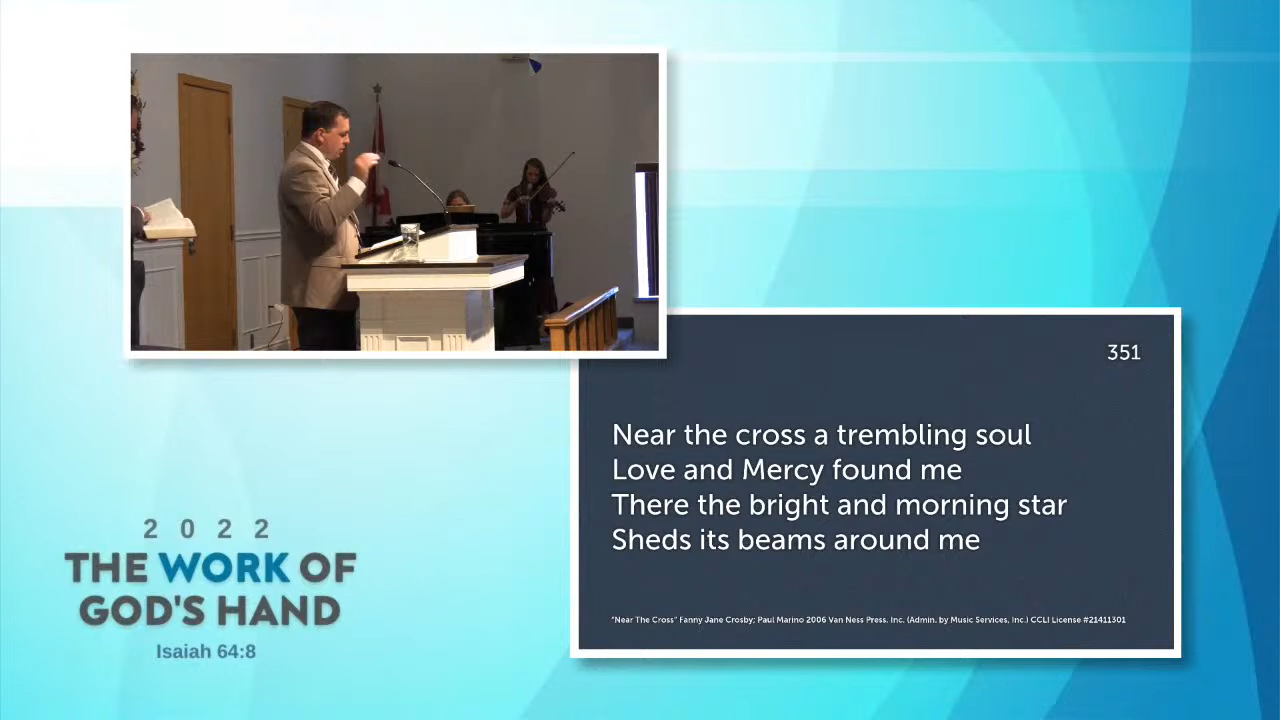 351
Near the cross a trembling soul
Love and Mercy found me
There the bright and morning star
Sheds its beams around me
"Near The Cross" Fanny Jane Crosby; Paul Marino 2006 Van Ness Press, Inc. (Admin. by Music Services, Inc.) CCLI License #21411301
2022
THE WORK OF
GOD'S HAND
Isaiah 64:8